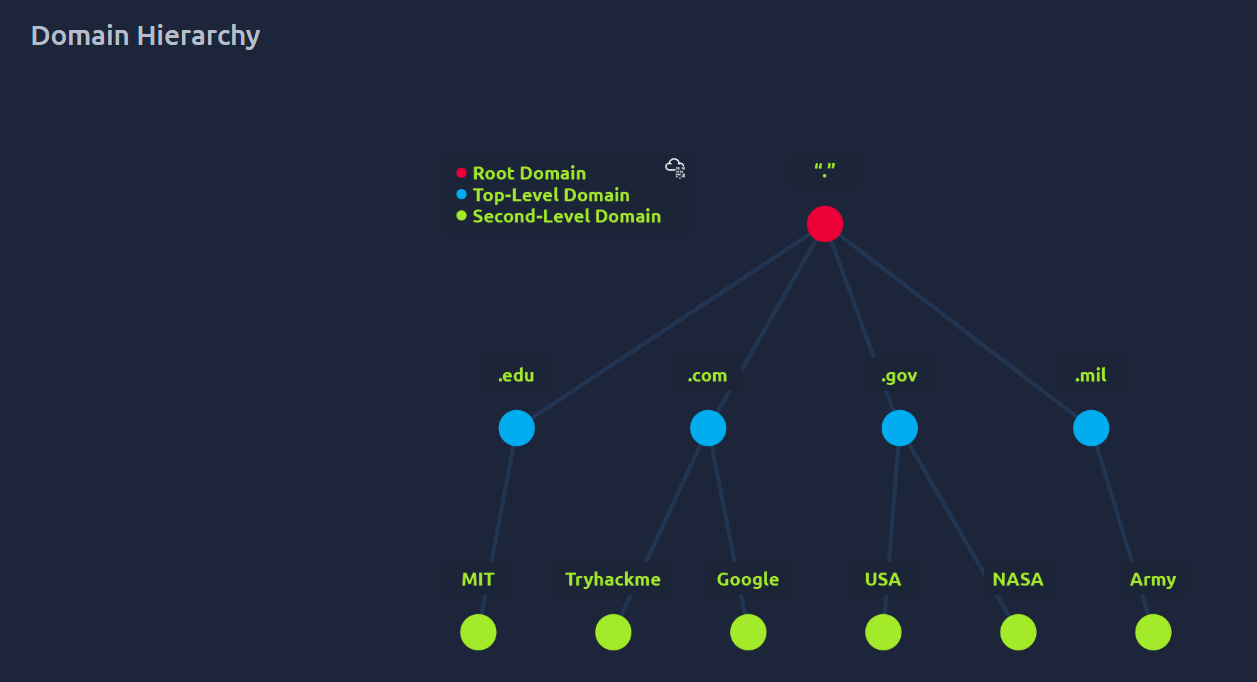 Domain Hierarchy
Root Domain
Top-Level Domain
Second-Level Domain
“.”
.edu
.com
.gov
.mil
MIT
Tryhackme
Google
USA
NASA
Army